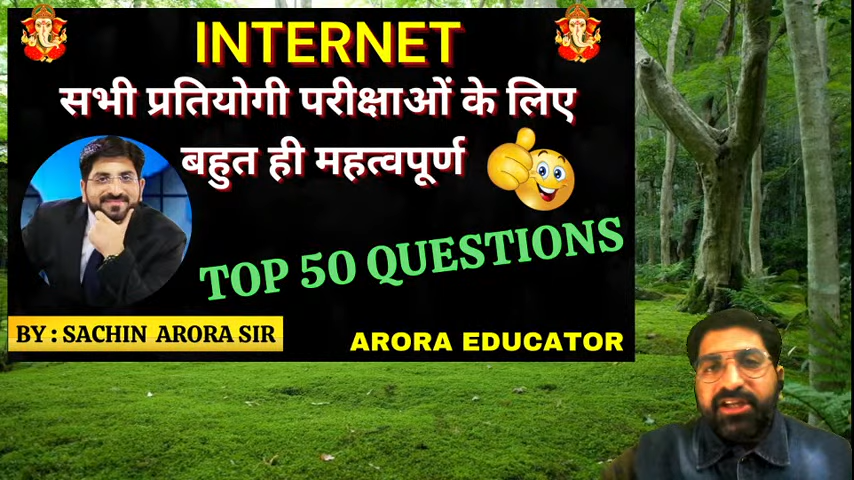 INTERNET
सभी प्रतियोगी परीक्षाओं के लिए
बहुत ही महत्वपूर्ण
TOP 50 QUESTIONS
BY : SACHIN ARORA SIR
ARORA EDUCATOR